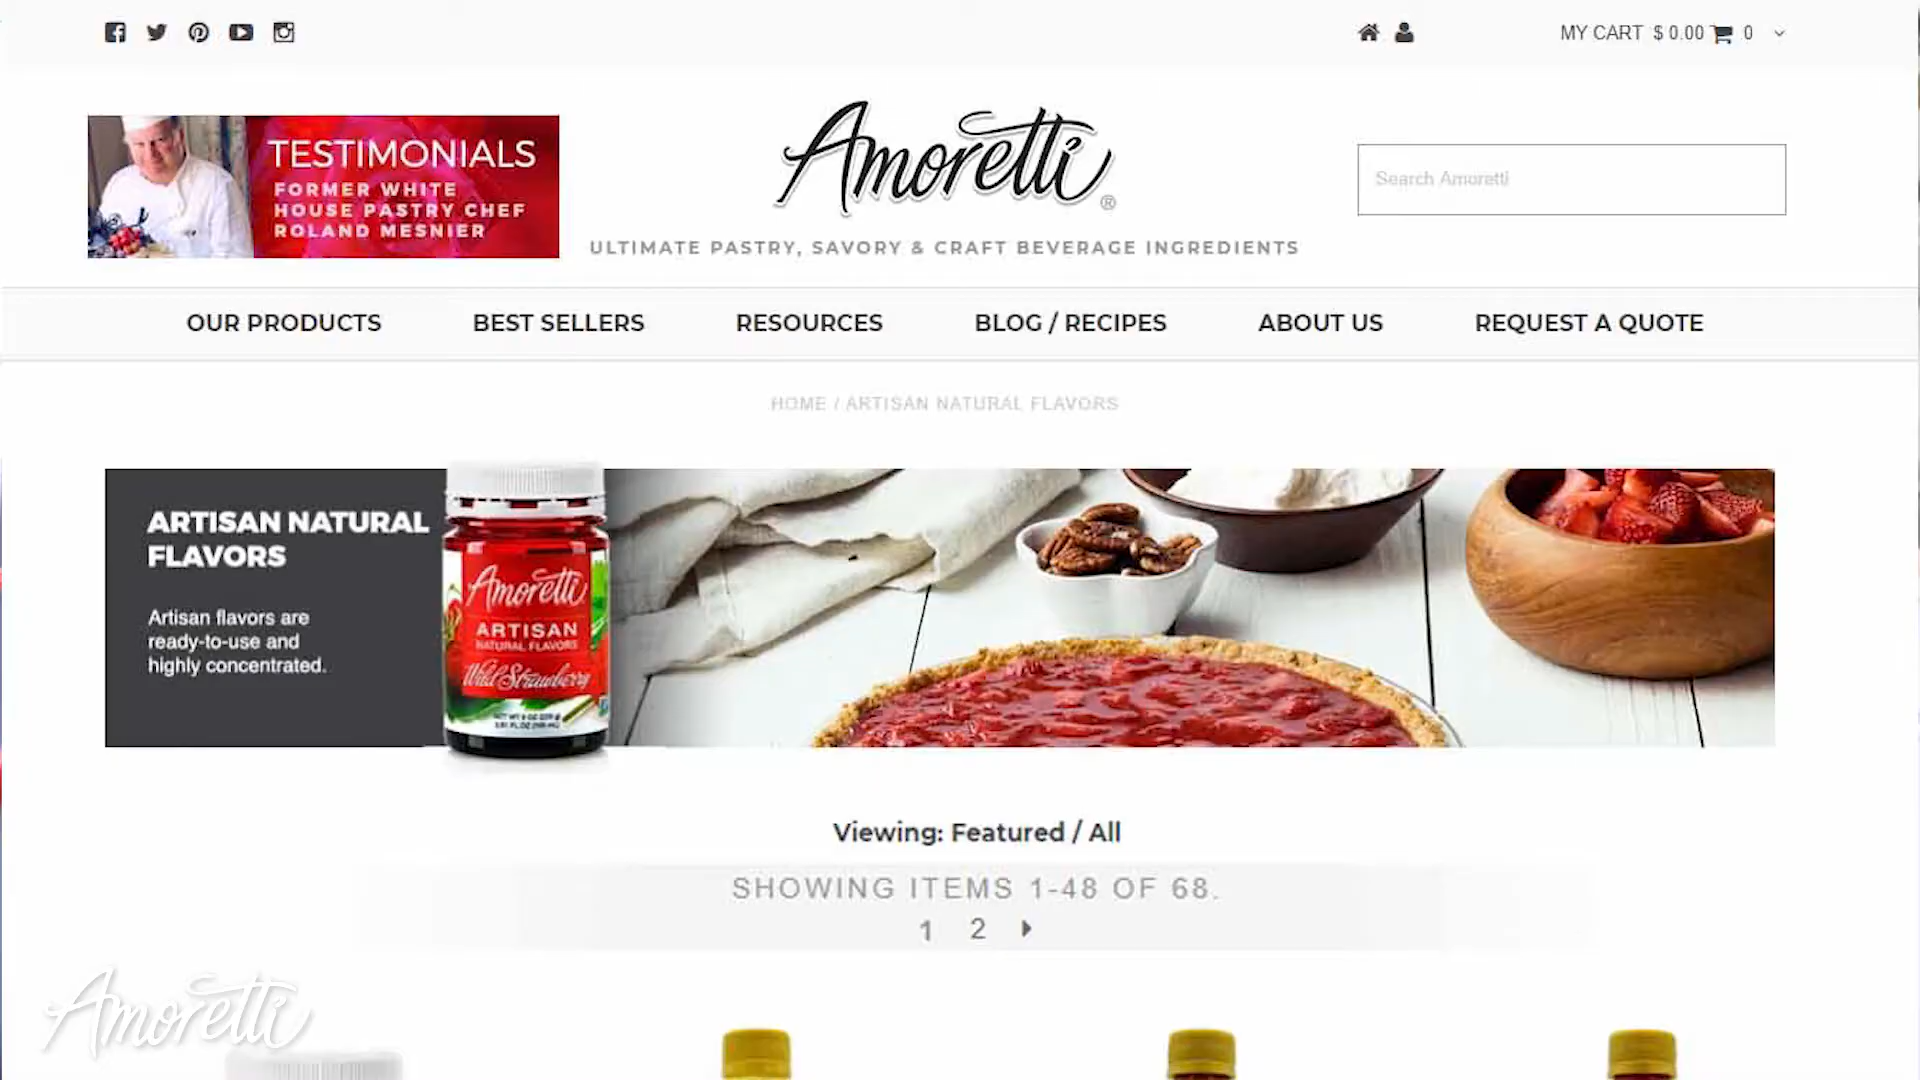 MY CART $ 0.00 0
TESTIMONIALS
FORMER WHITE
HOUSE PASTRY CHEF
ROLAND MESNIER
Amoretti®
ULTIMATE PASTRY, SAVORY & CRAFT BEVERAGE INGREDIENTS
Search Amoretti
OUR PRODUCTS BEST SELLERS RESOURCES BLOG / RECIPES ABOUT US REQUEST A QUOTE
HOME / ARTISAN NATURAL FLAVORS
ARTISAN NATURAL
FLAVORS
Artisan flavors are
ready-to-use and
highly concentrated.
Amoretti
ARTISAN
NATURAL FLAVORS
Wild Strawberry
Viewing: Featured / All
SHOWING ITEMS 1-48 OF 68.
1 2
Amoretti